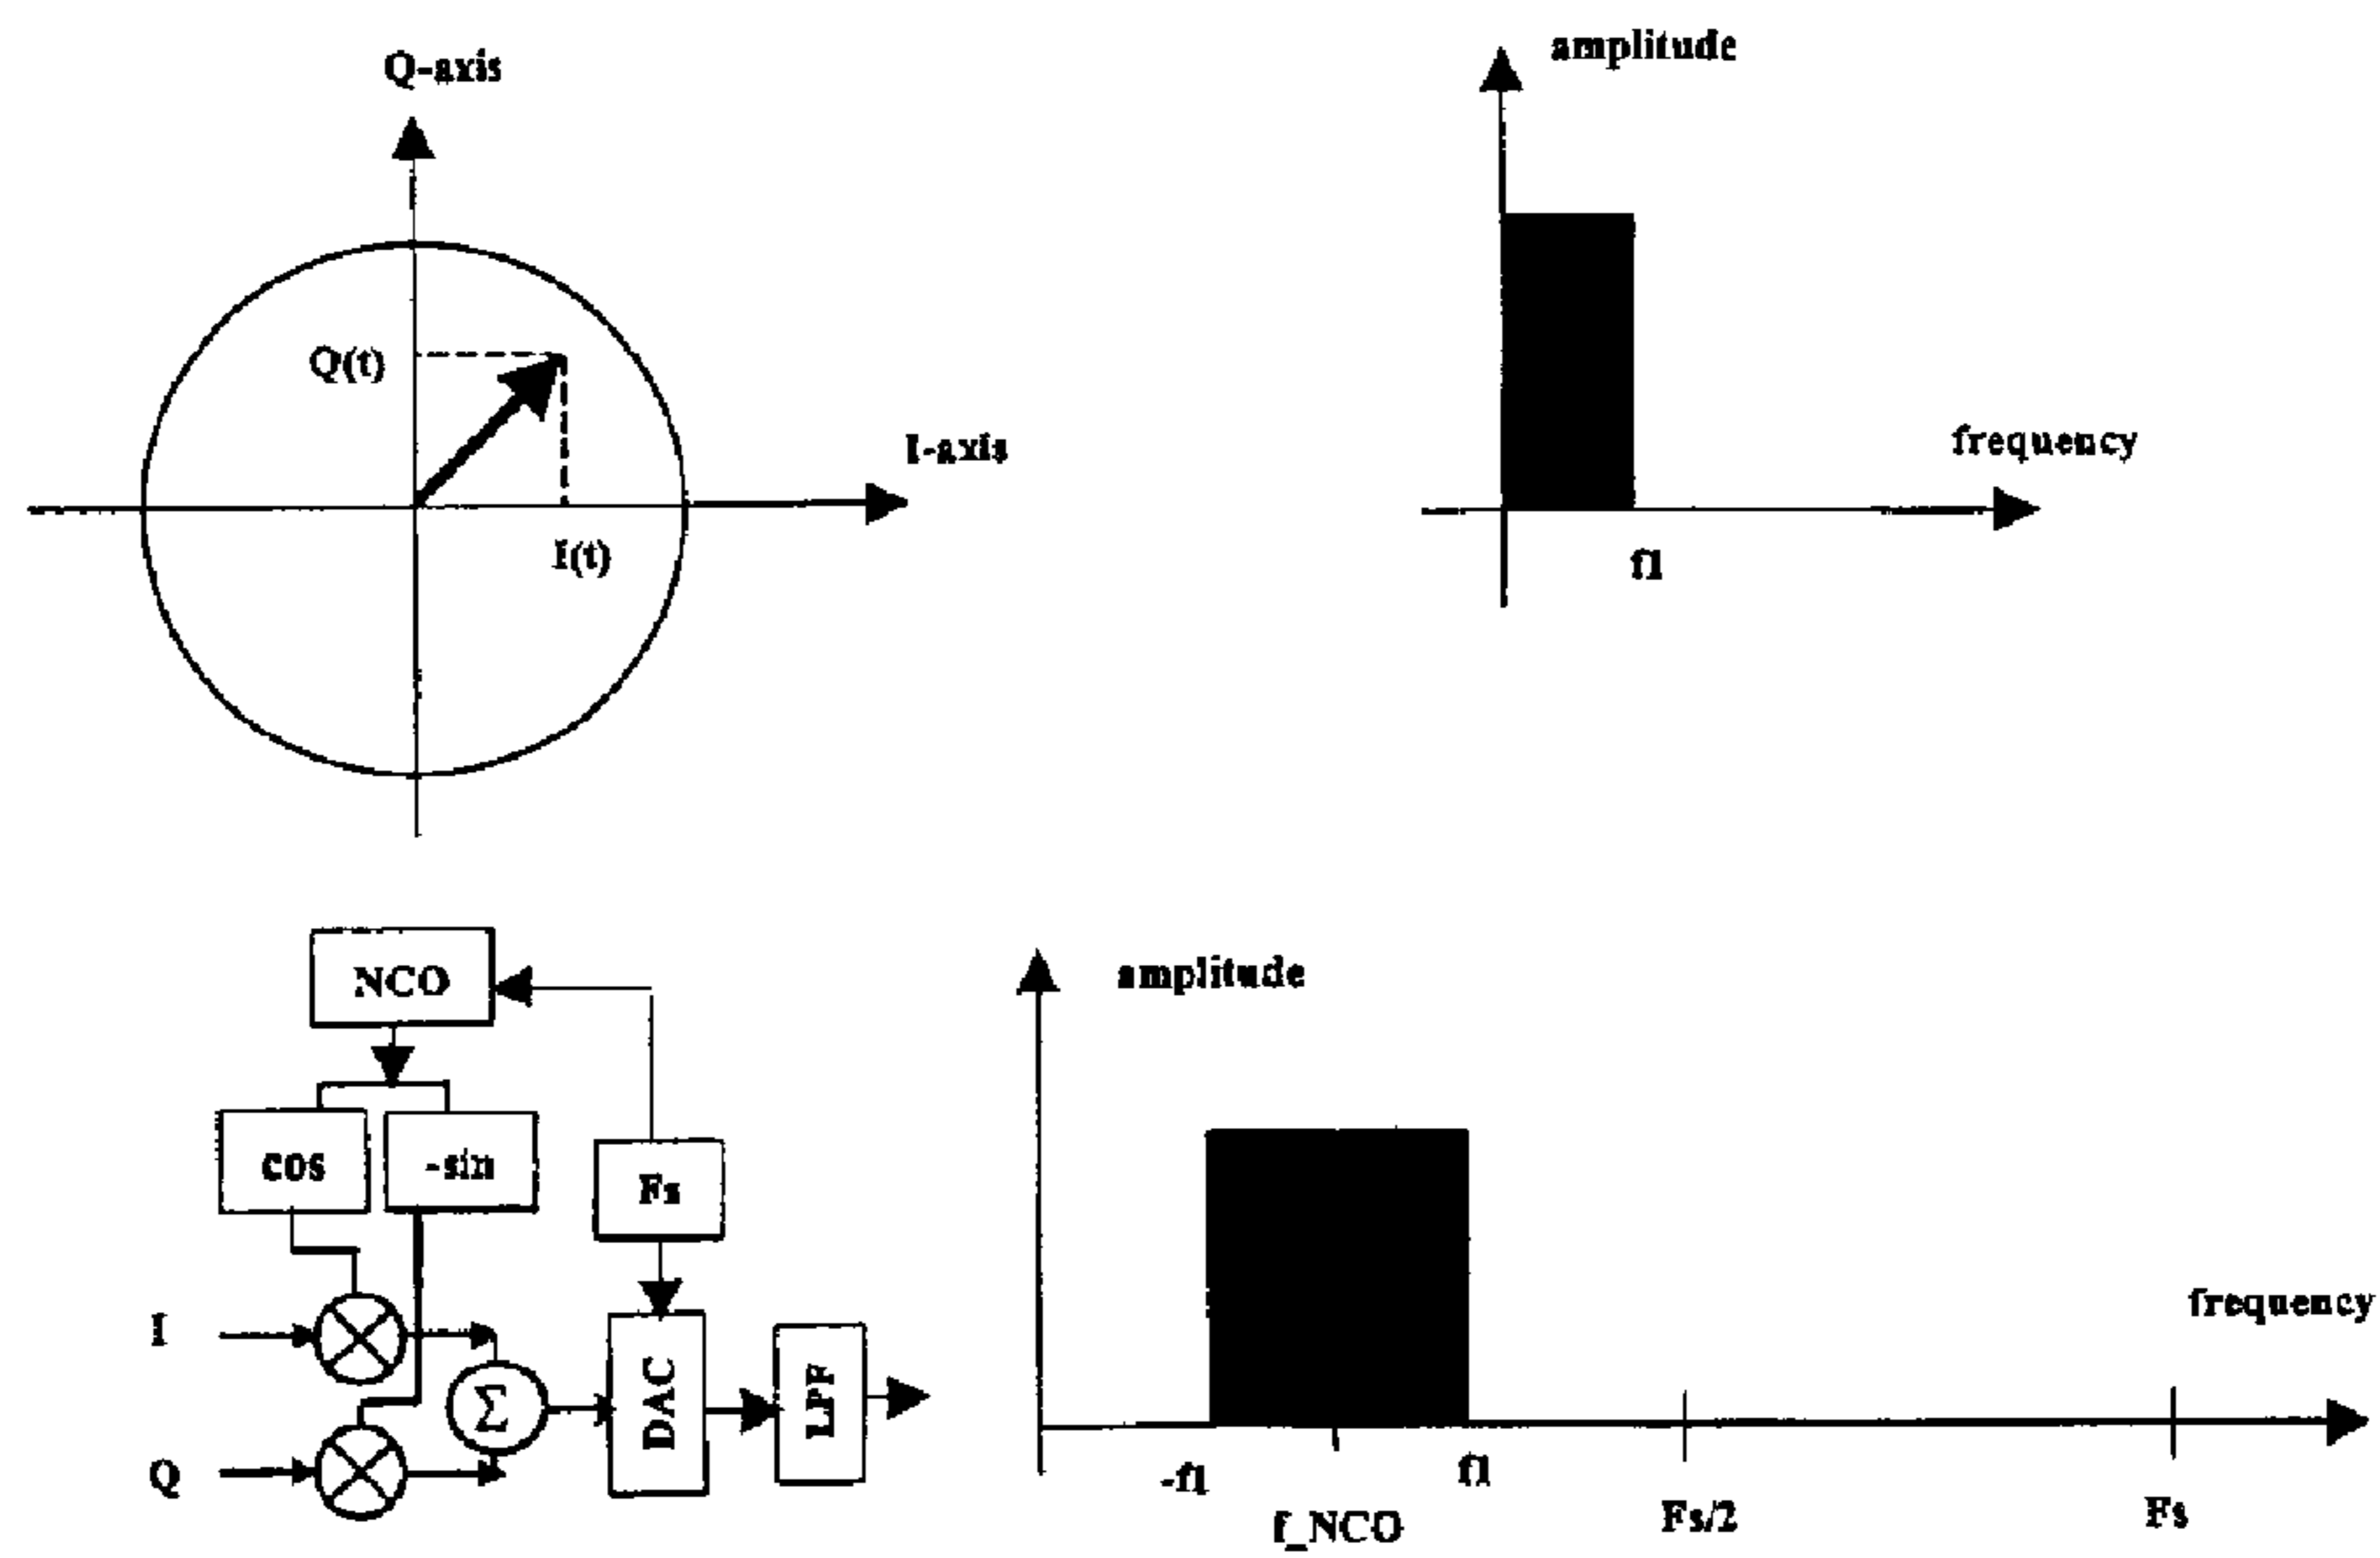 Q-axis
Q(t)
I-axis
I(t)
amplitude
frequency
f1
NCO
cos
-sin
Fs
I
Σ
DAC
LPF
Q
amplitude
frequency
-f1
f1
f_NCO
Fs/2
Fs